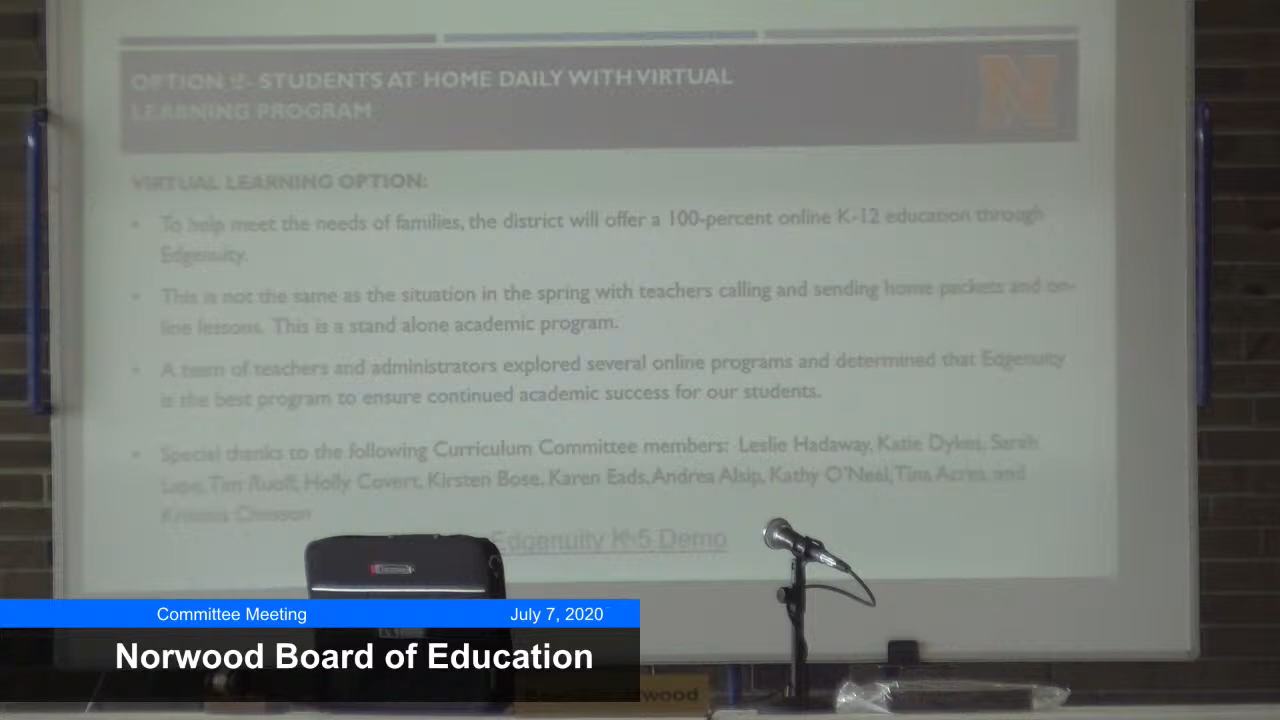 OPTION 2- STUDENTS AT HOME DAILY WITH VIRTUAL
LEARNING PROGRAM
N
VIRTUAL LEARNING OPTION:
• To help meet the needs of families, the district will offer a 100-percent online K-12 education through
Edgenuity.
• This is not the same as the situation in the spring with teachers calling and sending home packets and on-
line lessons. This is a stand alone academic program.
• A team of teachers and administrators explored several online programs and determined that Edgenuity
is the best program to ensure continued academic success for our students.
• Special thanks to the following Curriculum Committee members: Leslie Hadaway, Katie Dykes, Sarah
Tim Ruoff, Holly Covert, Kirsten Bose, Karen Eads, Andrea Alsip, Kathy O'Neal, Tina Acres and
Edgenuity K-5 Demo
Committee Meeting July 7, 2020
Norwood Board of Education